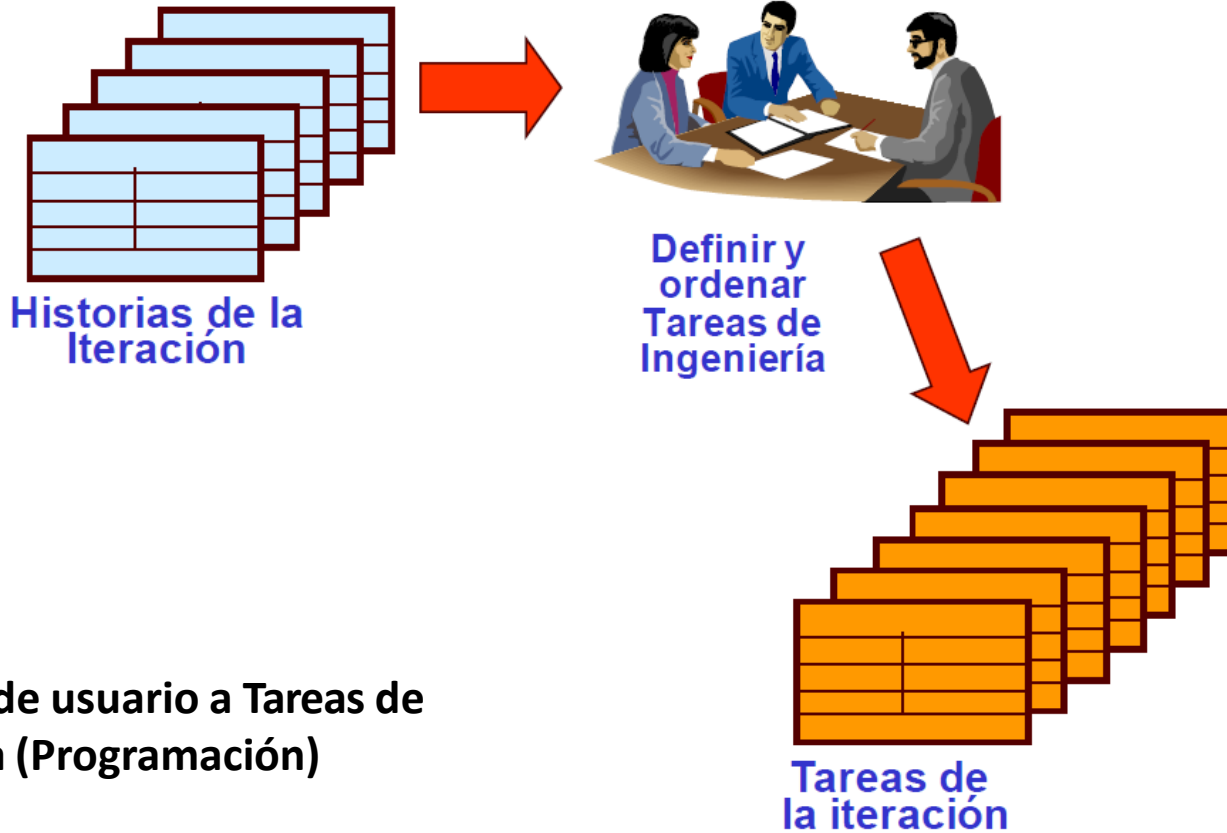 Historias de la
Iteración
Definir y
ordenar
Tareas de
Ingeniería
de usuario a Tareas de
(Programación)
Tareas de
la iteración